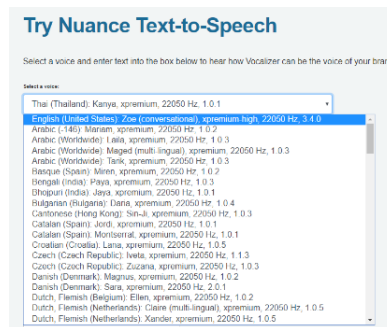 Try Nuance Text-to-Speech
Select a voice and enter text into the box below to hear how Vocalizer can be the voice of your bran
Select a voice:
Thai (Thailand): Kanya, xpremium, 22050 Hz, 1.0.1
English (United States): Zoe (conversational), xpremium-high, 22050 Hz, 3.4.0
Arabic (-146): Mariam, xpremium, 22050 Hz, 1.0.2
Arabic (Worldwide): Laila, xpremium, 22050 Hz, 1.0.3
Arabic (Worldwide): Maged (multi-lingual), xpremium, 22050 Hz, 1.0.3
Arabic (Worldwide): Tarik, xpremium, 22050 Hz, 1.0.3
Basque (Spain): Miren, xpremium, 22050 Hz, 1.0.2
Bengali (India): Paya, xpremium, 22050 Hz, 1.0.3
Bhojpuri (India): Jaya, xpremium, 22050 Hz, 1.0.1
Bulgarian (Bulgaria): Daria, xpremium, 22050 Hz, 1.0.4
Cantonese (Hong Kong): Sin-Ji, xpremium, 22050 Hz, 1.0.3
Catalan (Spain): Jordi, xpremium, 22050 Hz, 1.0.1
Catalan (Spain): Montserrat, xpremium, 22050 Hz, 1.0.1
Croatian (Croatia): Lana, xpremium, 22050 Hz, 1.0.5
Czech (Czech Republic): Iveta, xpremium, 22050 Hz, 1.1.3
Czech (Czech Republic): Zuzana, xpremium, 22050 Hz, 1.0.3
Danish (Denmark): Magnus, xpremium, 22050 Hz, 1.0.2
Danish (Denmark): Sara, xpremium, 22050 Hz, 2.0.1
Dutch, Flemish (Belgium): Ellen, xpremium, 22050 Hz, 1.0.2
Dutch, Flemish (Netherlands): Claire (multi-lingual), xpremium, 22050 Hz, 1.0.5
Dutch, Flemish (Netherlands): Xander, xpremium, 22050 Hz, 1.0.5